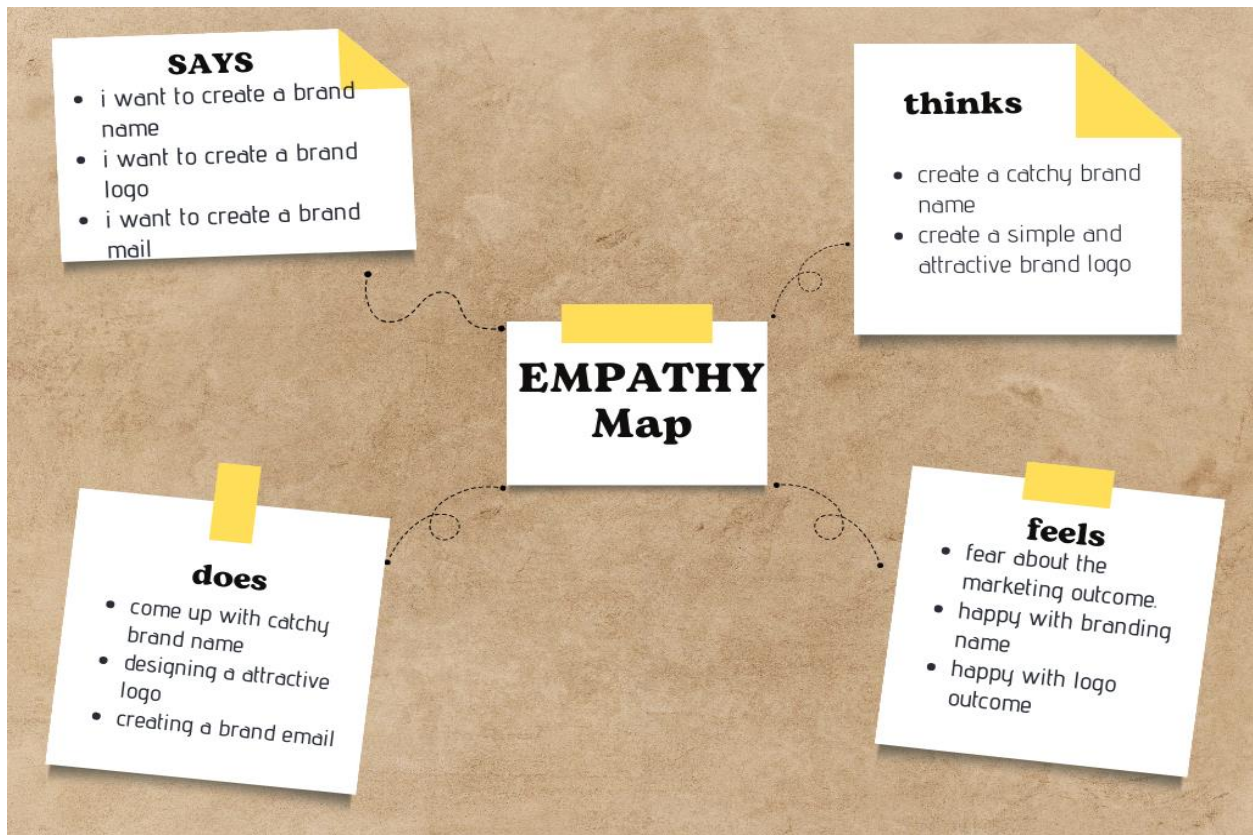 SAYS
• i want to create a brand
name
• i want to create a brand
logo
• i want to create a brand
mail
thinks
• create a catchy brand
name
• create a simple and
attractive brand logo
EMPATHY
Map
does
• come up with catchy
brand name
• designing a attractive
logo
• creating a brand email
feels
• fear about the
marketing outcome.
• happy with branding
name
• happy with logo
outcome